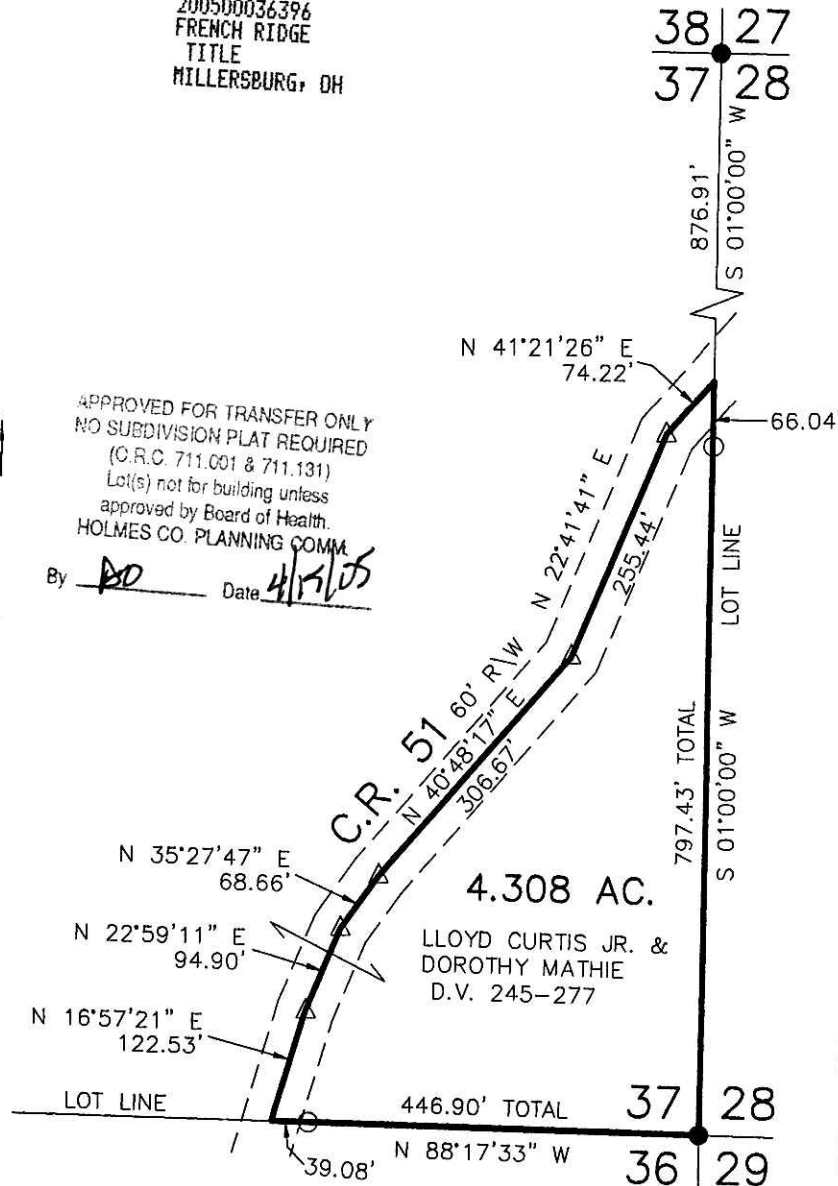 200500036396
FRENCH RIDGE
TITLE
MILLERSBURG, OH
38 27
37 28
876.91'
S 01°00'00" W
N 41°21'26" E
74.22'
66.04
APPROVED FOR TRANSFER ONLY
NO SUBDIVISION PLAT REQUIRED
(C.R.C. 711.001 & 711.131)
Lot(s) not for building unless
approved by Board of Health.
HOLMES CO. PLANNING COMM.
By Date
N 22°41'41" E
255.44'
LOT LINE
C.R. 51 60' R\W
N 40°48'17" E
306.67'
797.43' TOTAL
S 01°00'00" W
N 35°27'47" E
68.66'
4.308 AC.
N 22°59'11" E
94.90'
LLOYD CURTIS JR. &
DOROTHY MATHIE
D.V. 245-277
N 16°57'21" E
122.53'
LOT LINE
446.90' TOTAL
37 28
39.08'
N 88°17'33" W
36 29